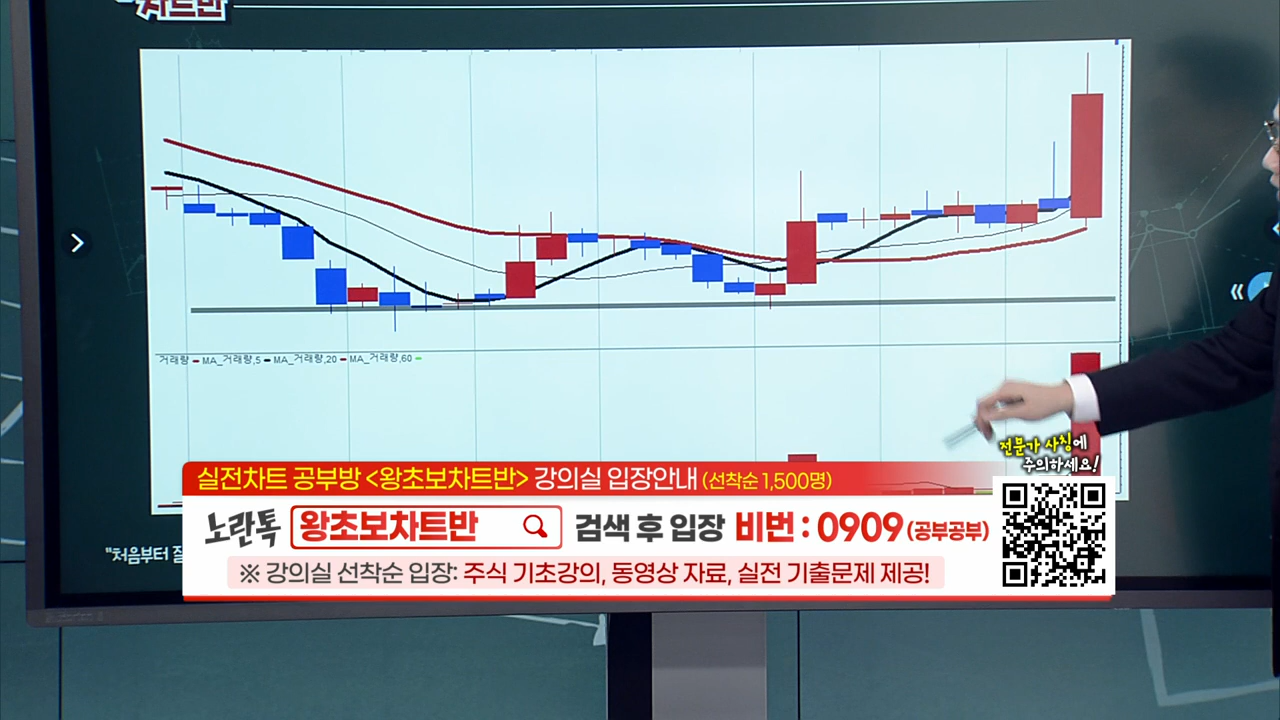 차트반
거래량 MA_거래량,5 MA_거래량,20 MA_거래량,60
전문가 사칭에
주의하세요!
실전차트 공부방 <왕초보차트반> 강의실 입장안내 (선착순 1,500명)
노란톡 왕초보차트반 검색 후 입장 비번 : 0909 (공부공부)
"처음부터
※ 강의실 선착순 입장: 주식 기초강의, 동영상 자료, 실전 기출문제 제공!